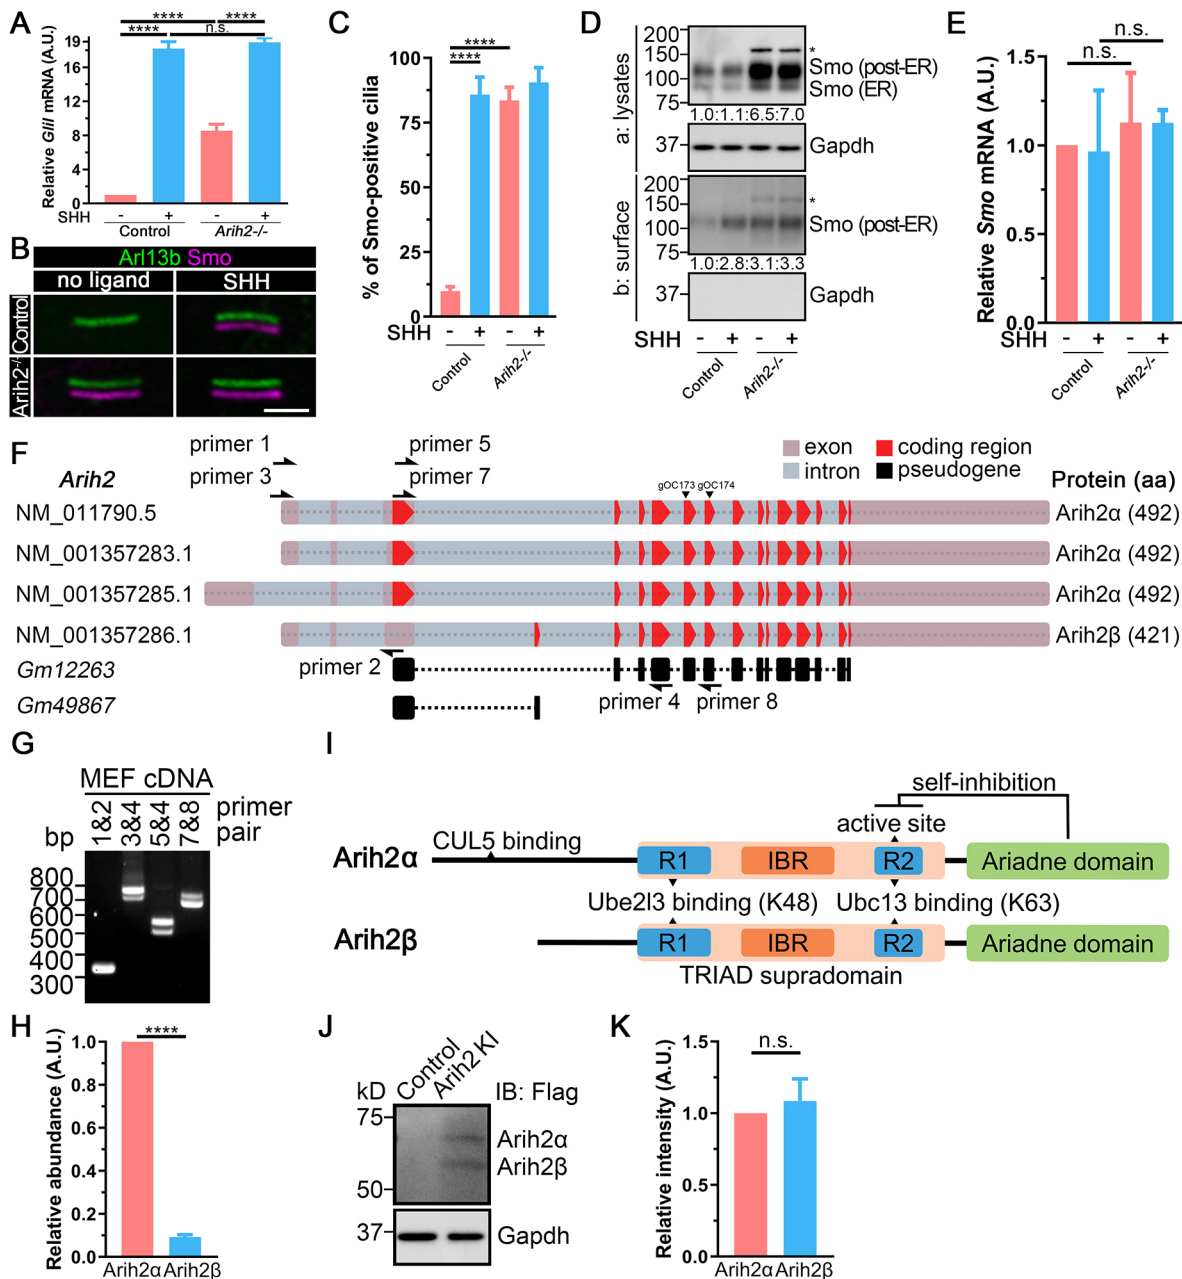 A
Relative Gli1 mRNA (A.U.)
19
16
12
8
4
0
**** ****
**** n.s.
SHH - + - +
Control Arih2-/-
B
Arl13b Smo
no ligand SHH
Control
Arih2-/-
C
% of Smo-positive cilia
100
75
50
25
0
****
****
SHH - + - +
Control Arih2-/-
D
a: lysates
200
150
100
75
*
Smo (post-ER)
Smo (ER)
1.0:1.1:6.5:7.0
37
Gapdh
b: surface
200
150
100
75
*
Smo (post-ER)
1.0:2.8:3.1:3.3
37
Gapdh
SHH - + - +
Control Arih2-/-
E
Relative Smo mRNA (A.U.)
1.5
1.0
0.5
0.0
n.s.
n.s.
SHH - + - +
Control Arih2-/-
F
primer 1 primer 5
primer 3 primer 7
exon coding region
intron pseudogene
Arih2
gOC173 gOC174
Protein (aa)
NM_011790.5 Arih2α (492)
NM_001357283.1 Arih2α (492)
NM_001357285.1 Arih2α (492)
NM_001357286.1 Arih2β (421)
primer 2
Gm12263
primer 4 primer 8
Gm49867
G
MEF cDNA
1&2 3&4 5&4 7&8 primer pair
bp
800
700
600
500
400
300
H
Relative abundance (A.U.)
1.0
0.8
0.6
0.4
0.2
0.0
****
Arih2α Arih2β
I
self-inhibition
CUL5 binding active site
Arih2α R1 IBR R2 Ariadne domain
Ube2l3 binding (K48) Ubc13 binding (K63)
Arih2β R1 IBR R2 Ariadne domain
TRIAD supradomain
J
Control Arih2 KI
kD IB: Flag
75
Arih2α
Arih2β
50
37 Gapdh
K
Relative intensity (A.U.)
1.5
1.0
0.5
0.0
n.s.
Arih2α Arih2β